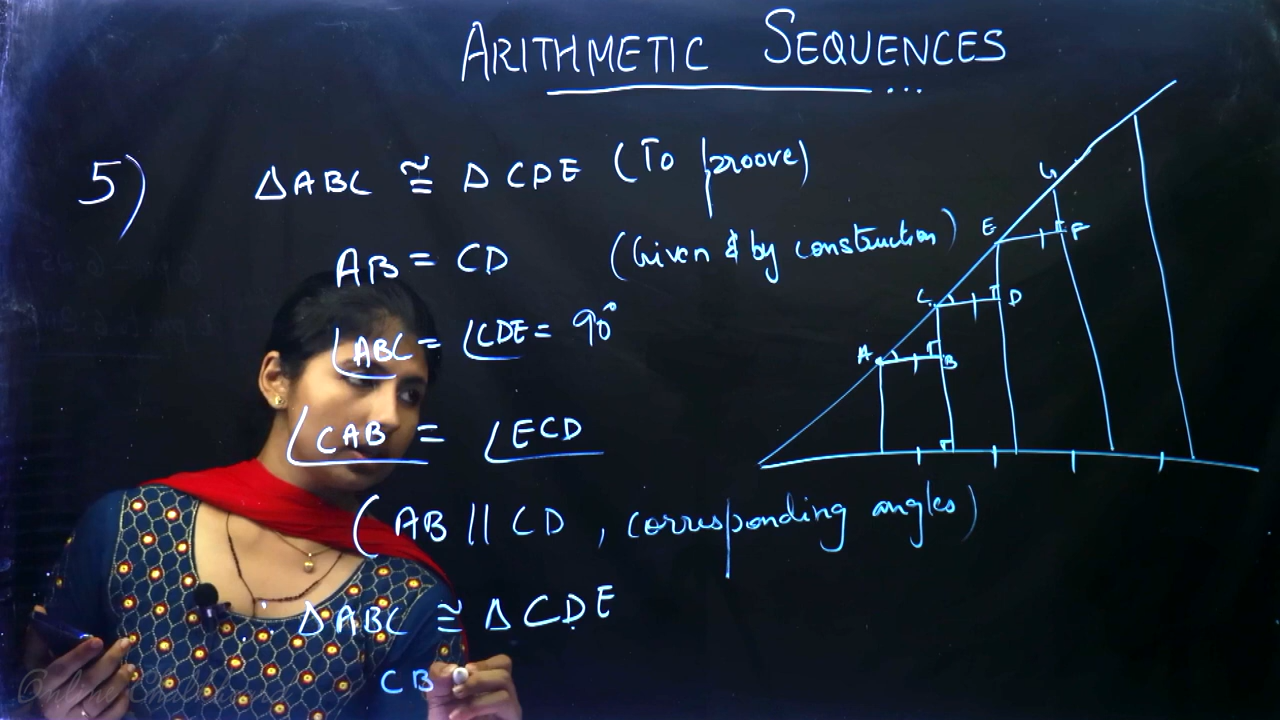 ARITHMETIC SEQUENCES ...
5) ΔABC ≅ ΔCDE (To proove)
AB = CD (Given & by construction)
∠ABC = ∠CDE = 90°
∠CAB = ∠ECD
(AB || CD, corresponding angles)
∴ ΔABC ≅ ΔCDE
CB
G
E F
C D
A B
Online